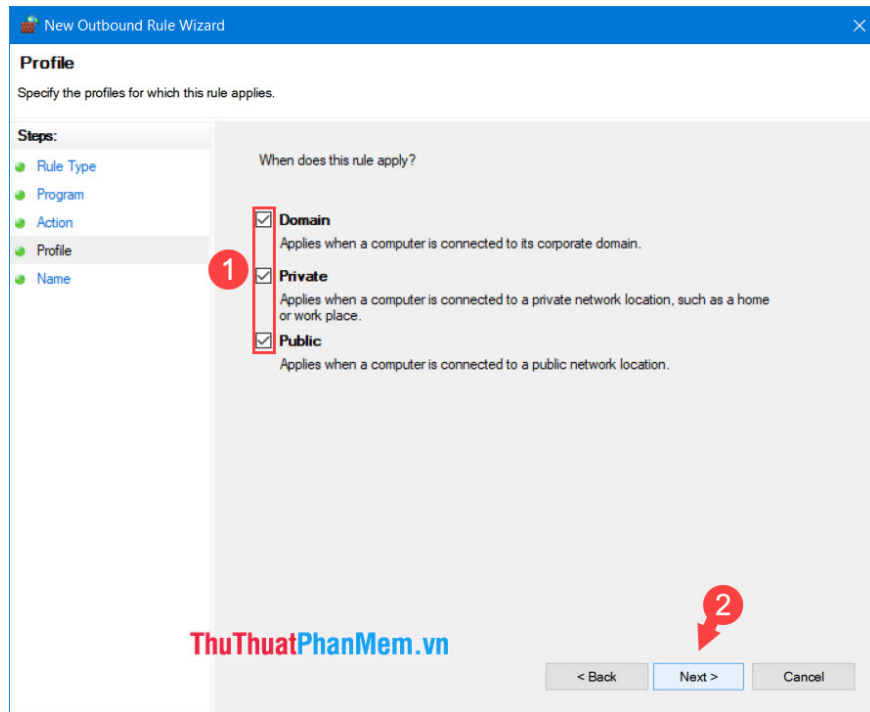 New Outbound Rule Wizard
Profile
Specify the profiles for which this rule applies.
Steps:
Rule Type
Program
Action
Profile
Name
When does this rule apply?
Domain
Applies when a computer is connected to its corporate domain.
1
Private
Applies when a computer is connected to a private network location, such as a home
or work place.
Public
Applies when a computer is connected to a public network location.
2
ThuThuatPhanMem.vn
< Back
Next >
Cancel